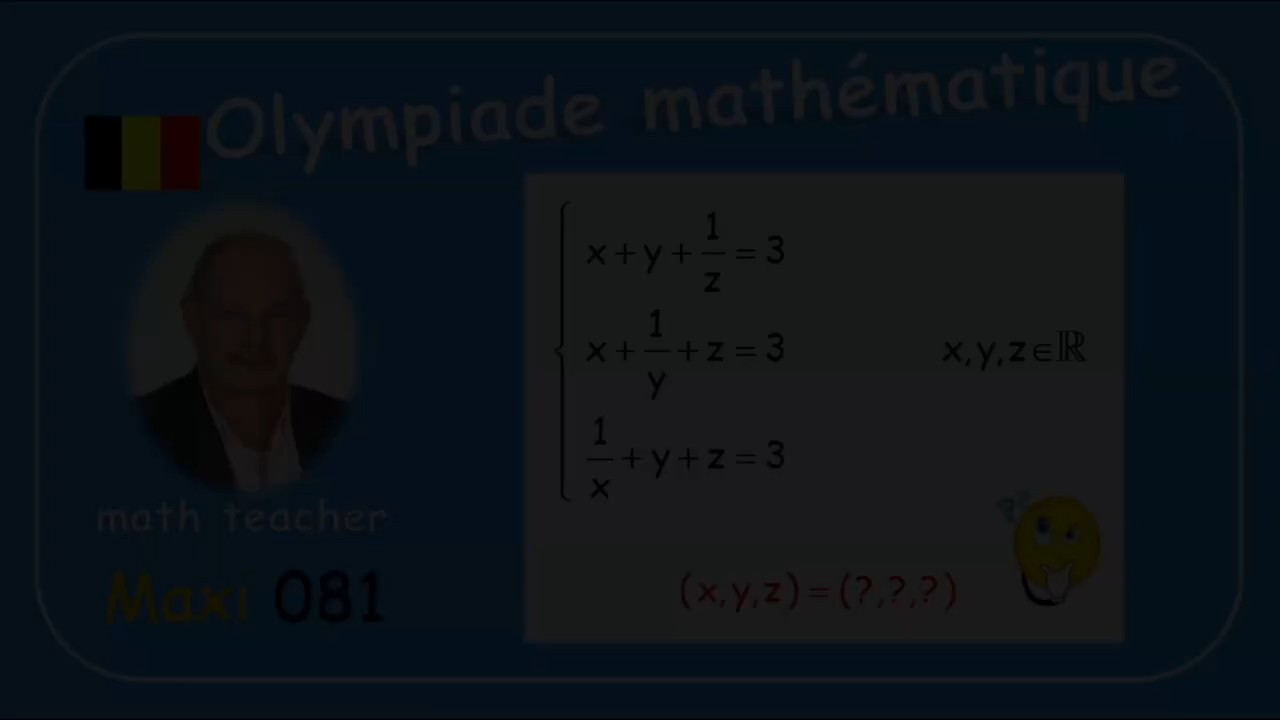 Olympiade mathématique
x + y + 1/z = 3
x + 1/y + z = 3
x, y, z ∈ ℝ
1/x + y + z = 3
(x, y, z) = (?, ?, ?)
??
math teacher
Maxi 081